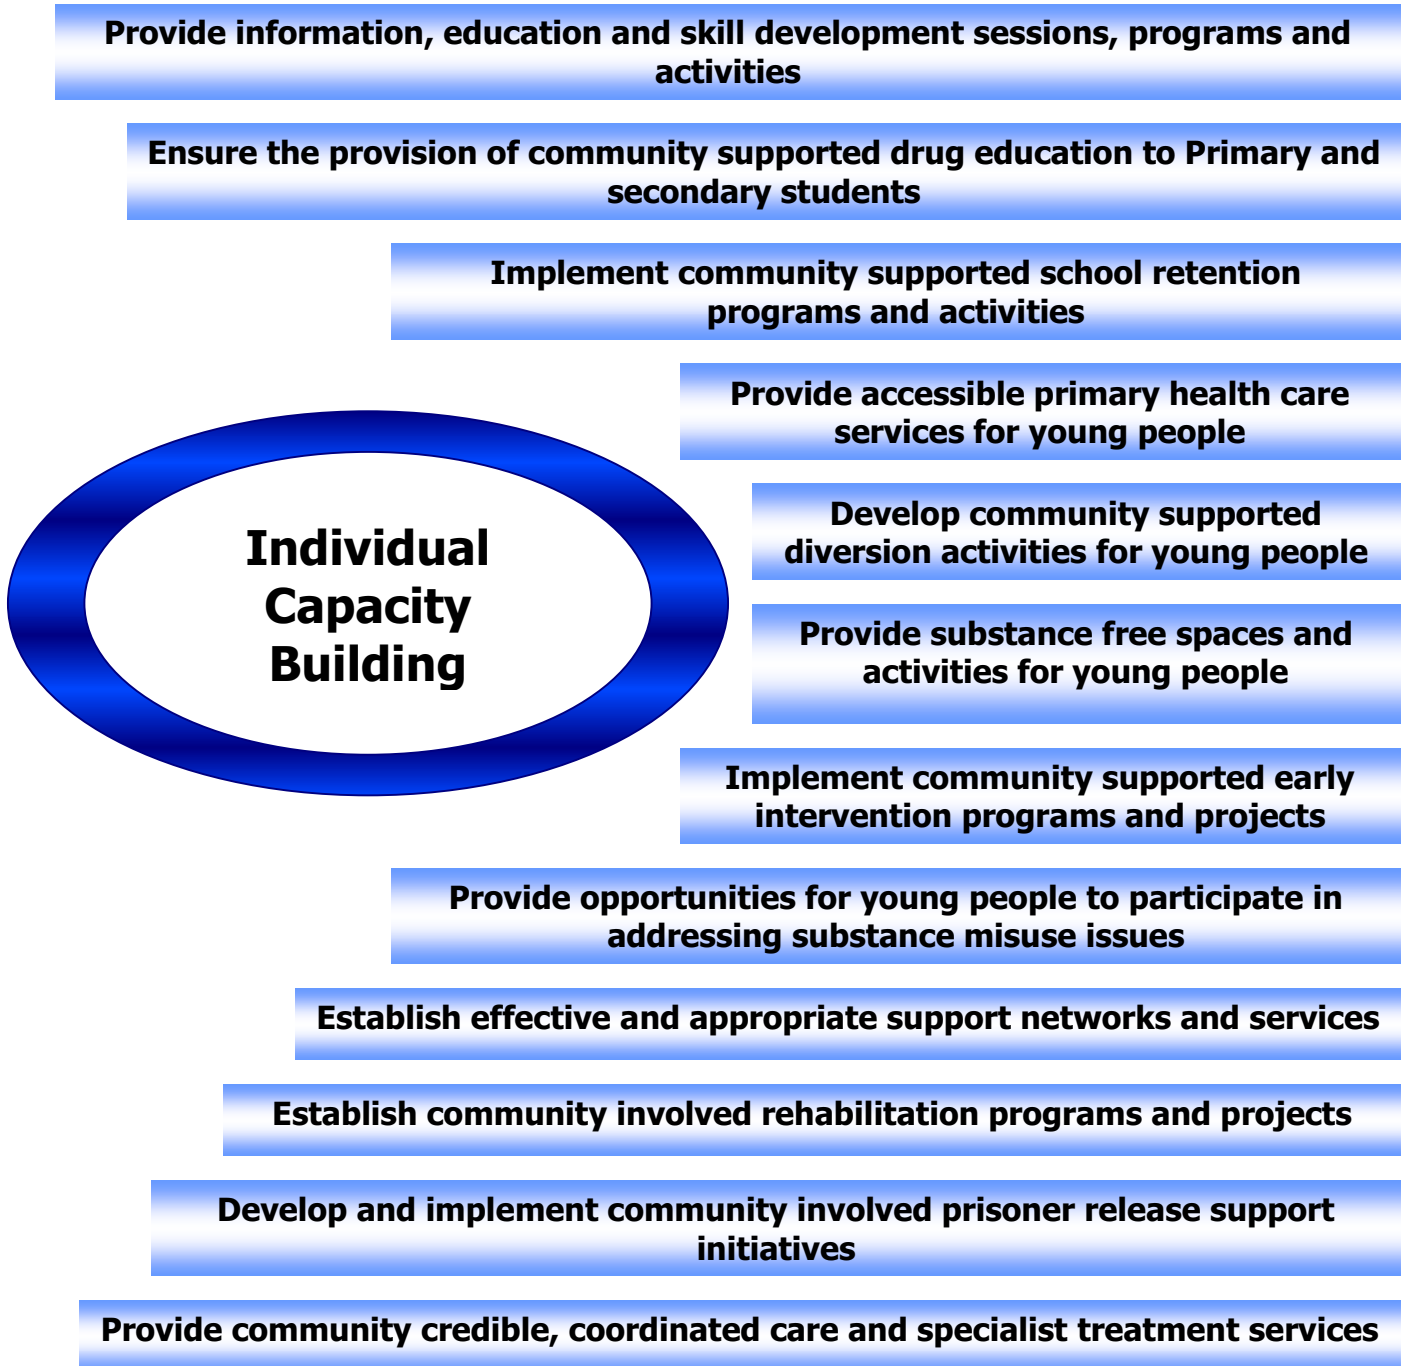 Provide information, education and skill development sessions, programs and
activities
Ensure the provision of community supported drug education to Primary and
secondary students
Implement community supported school retention
programs and activities
Provide accessible primary health care
services for young people
Individual
Capacity
Building
Develop community supported
diversion activities for young people
Provide substance free spaces and
activities for young people
Implement community supported early
intervention programs and projects
Provide opportunities for young people to participate in
addressing substance misuse issues
Establish effective and appropriate support networks and services
Establish community involved rehabilitation programs and projects
Develop and implement community involved prisoner release support
initiatives
Provide community credible, coordinated care and specialist treatment services